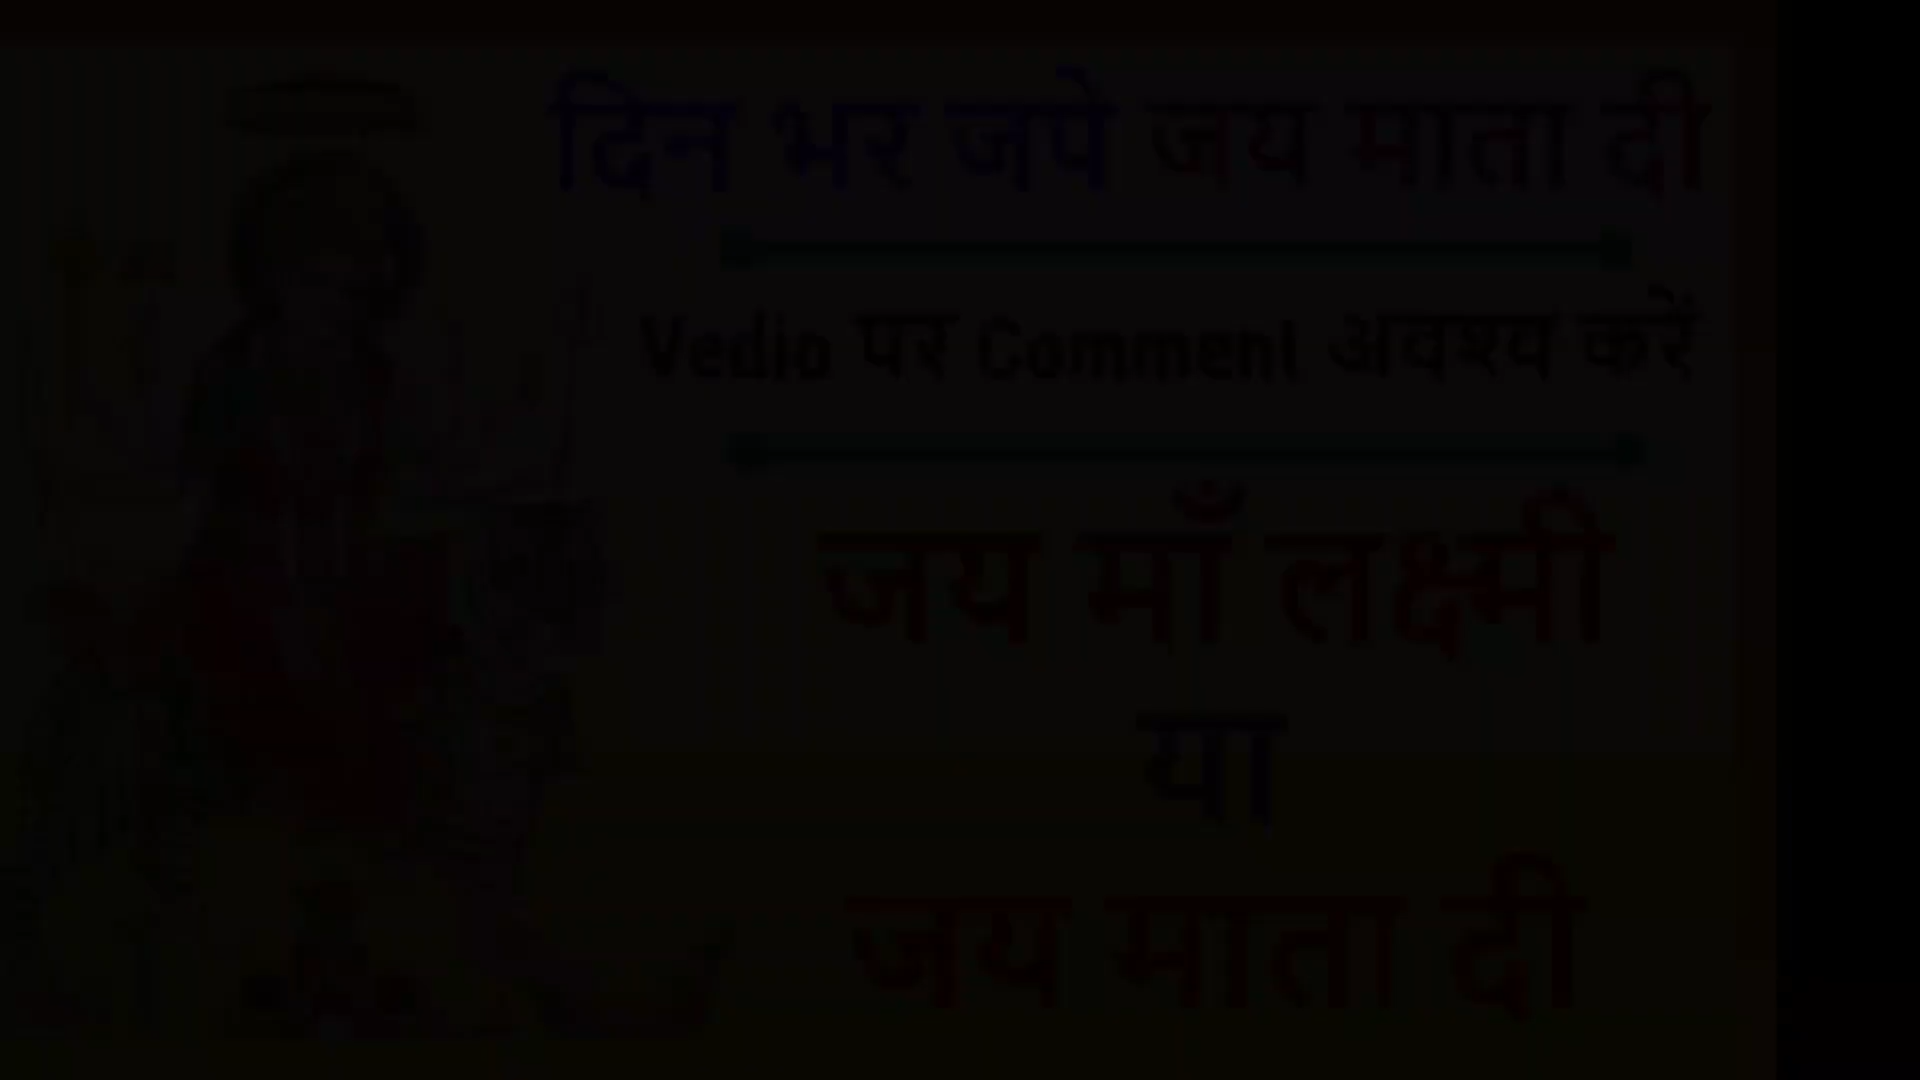 दिन भर जपे जय माता दी
Vedio पर Comment अवश्य करें
जय माँ लक्ष्मी
या
जय माता दी